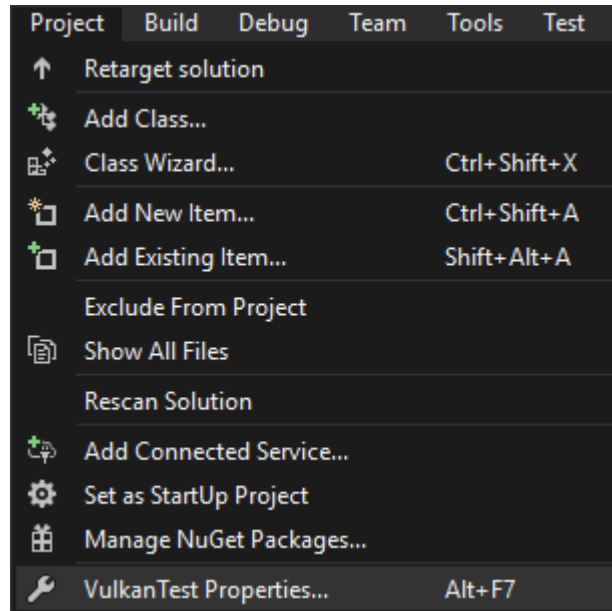 Project Build Debug Team Tools Test
Retarget solution
Add Class...
Class Wizard... Ctrl+Shift+X
Add New Item... Ctrl+Shift+A
Add Existing Item... Shift+Alt+A
Exclude From Project
Show All Files
Rescan Solution
Add Connected Service...
Set as StartUp Project
Manage NuGet Packages...
VulkanTest Properties... Alt+F7